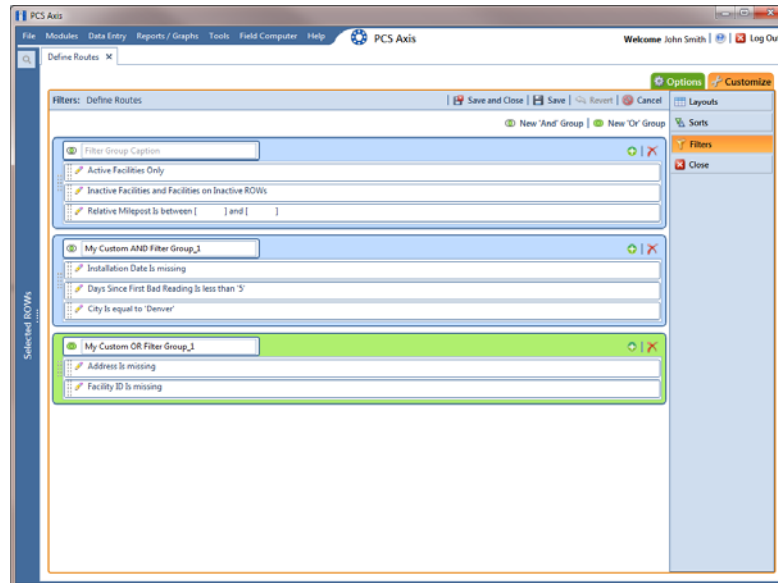 PCS Axis
File Modules Data Entry Reports / Graphs Tools Field Computer Help PCS Axis Welcome John Smith Log Out
Define Routes
Options Customize
Filters: Define Routes Save and Close Save Revert Cancel
New 'And' Group New 'Or' Group
Layouts
Sorts
Filters
Close
Filter Group Caption
Active Facilities Only
Inactive Facilities and Facilities on Inactive ROWs
Relative Milepost Is between [ ] and [ ]
My Custom AND Filter Group_1
Installation Date Is missing
Days Since First Bad Reading Is less than '5'
City Is equal to 'Denver'
My Custom OR Filter Group_1
Address Is missing
Facility ID Is missing
Selected ROWs